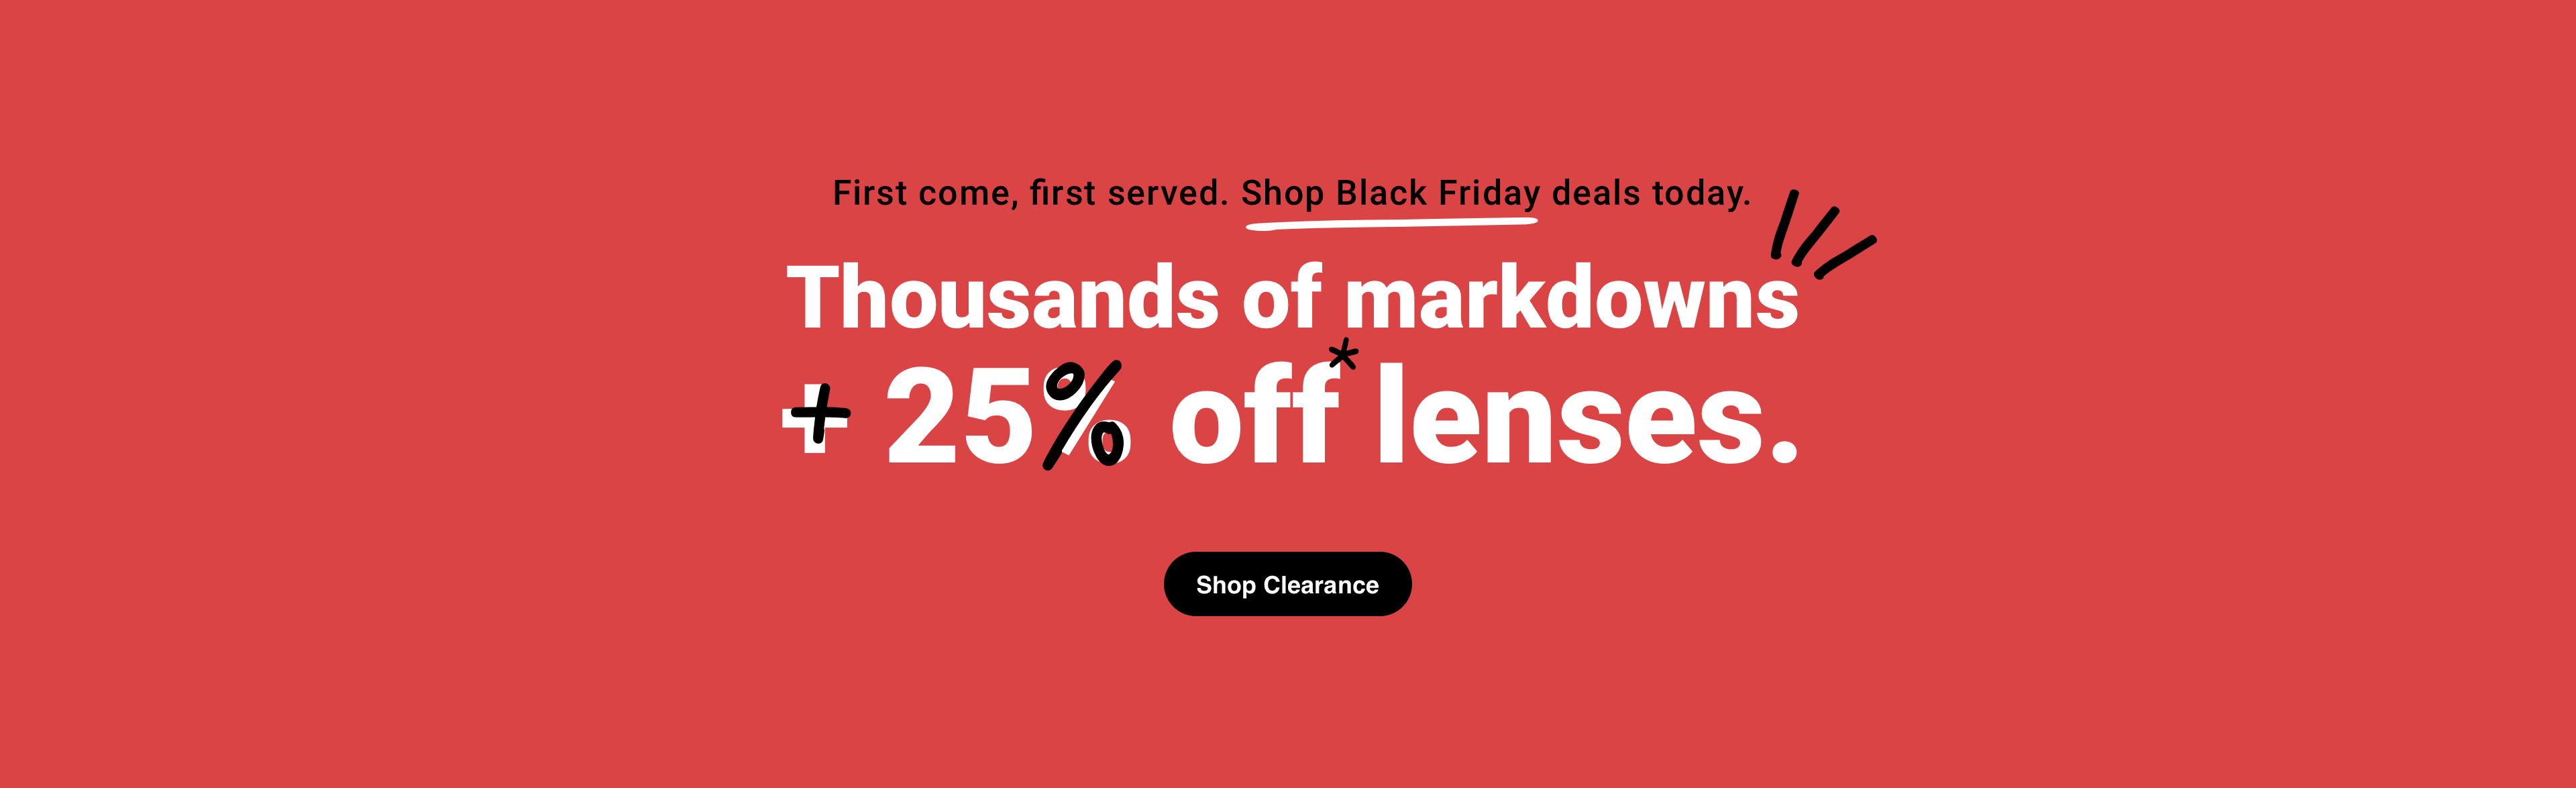 First come, first served. Shop Black Friday deals today.
Thousands of markdowns
+ 25% off* lenses.
Shop Clearance